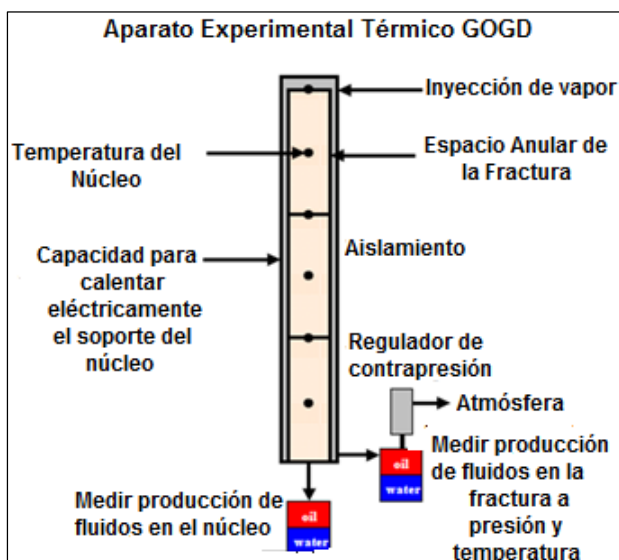 Aparato Experimental Térmico GOGD
Inyección de vapor
Temperatura del
Núcleo
Espacio Anular de
la Fractura
Capacidad para
calentar
eléctricamente
el soporte del
núcleo
Aislamiento
Regulador de
contrapresión
Atmósfera
oil
water
Medir producción
de fluidos en la
fractura a
presión y
temperatura
Medir producción de
fluidos en el núcleo
oil
water